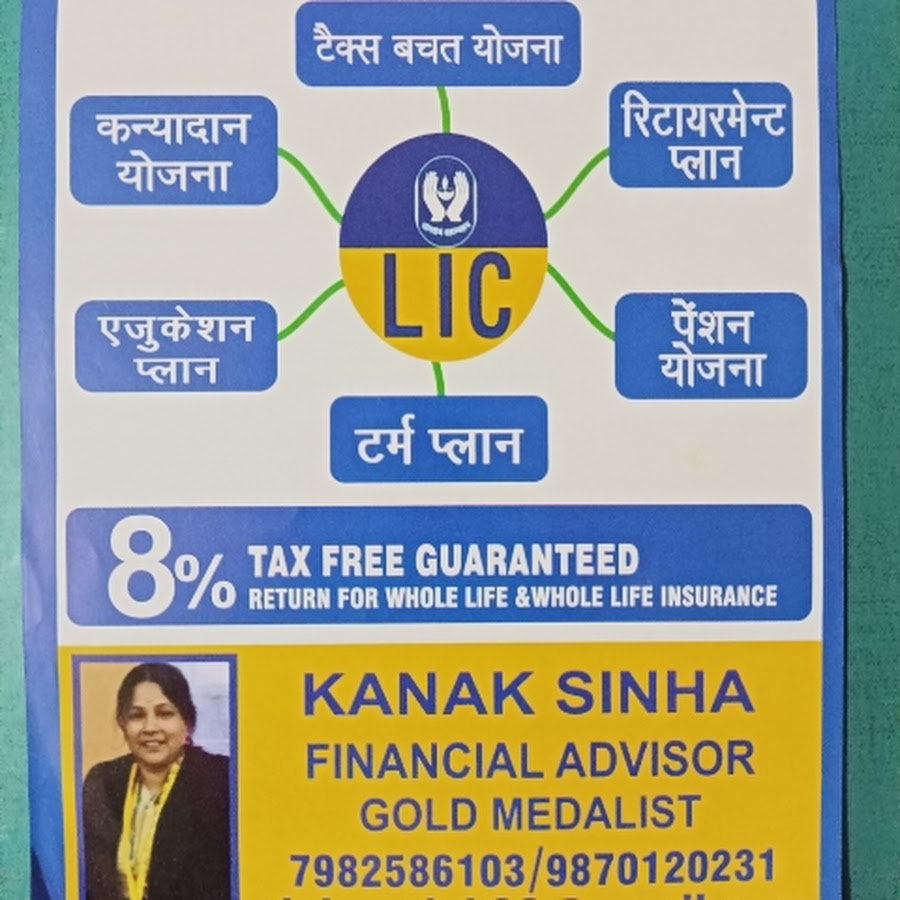 टैक्स बचत योजना
कन्यादान
योजना
रिटायरमेन्ट
प्लान
LIC
एजुकेशन
प्लान
पेंशन
योजना
टर्म प्लान
8% TAX FREE GUARANTEED
RETURN FOR WHOLE LIFE &WHOLE LIFE INSURANCE
KANAK SINHA
FINANCIAL ADVISOR
GOLD MEDALIST
7982586103/9870120231